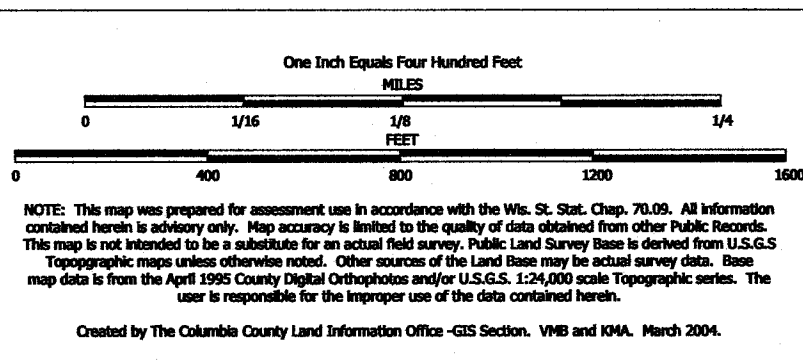 One Inch Equals Four Hundred Feet
MILES
0 1/16 1/8 1/4
FEET
0 400 800 1200 1600
NOTE: This map was prepared for assessment use in accordance with the Wis. St. Stat. Chap. 70.09. All information
contained herein is advisory only. Map accuracy is limited to the quality of data obtained from other Public Records.
This map is not intended to be a substitute for an actual field survey. Public Land Survey Base is derived from U.S.G.S
Topopgraphic maps unless otherwise noted. Other sources of the Land Base may be actual survey data. Base
map data is from the April 1995 County Digital Orthophotos and/or U.S.G.S. 1:24,000 scale Topographic series. The
user is responsible for the improper use of the data contained herein.
Created by The Columbia County Land Information Office -GIS Section. VMB and KMA. March 2004.